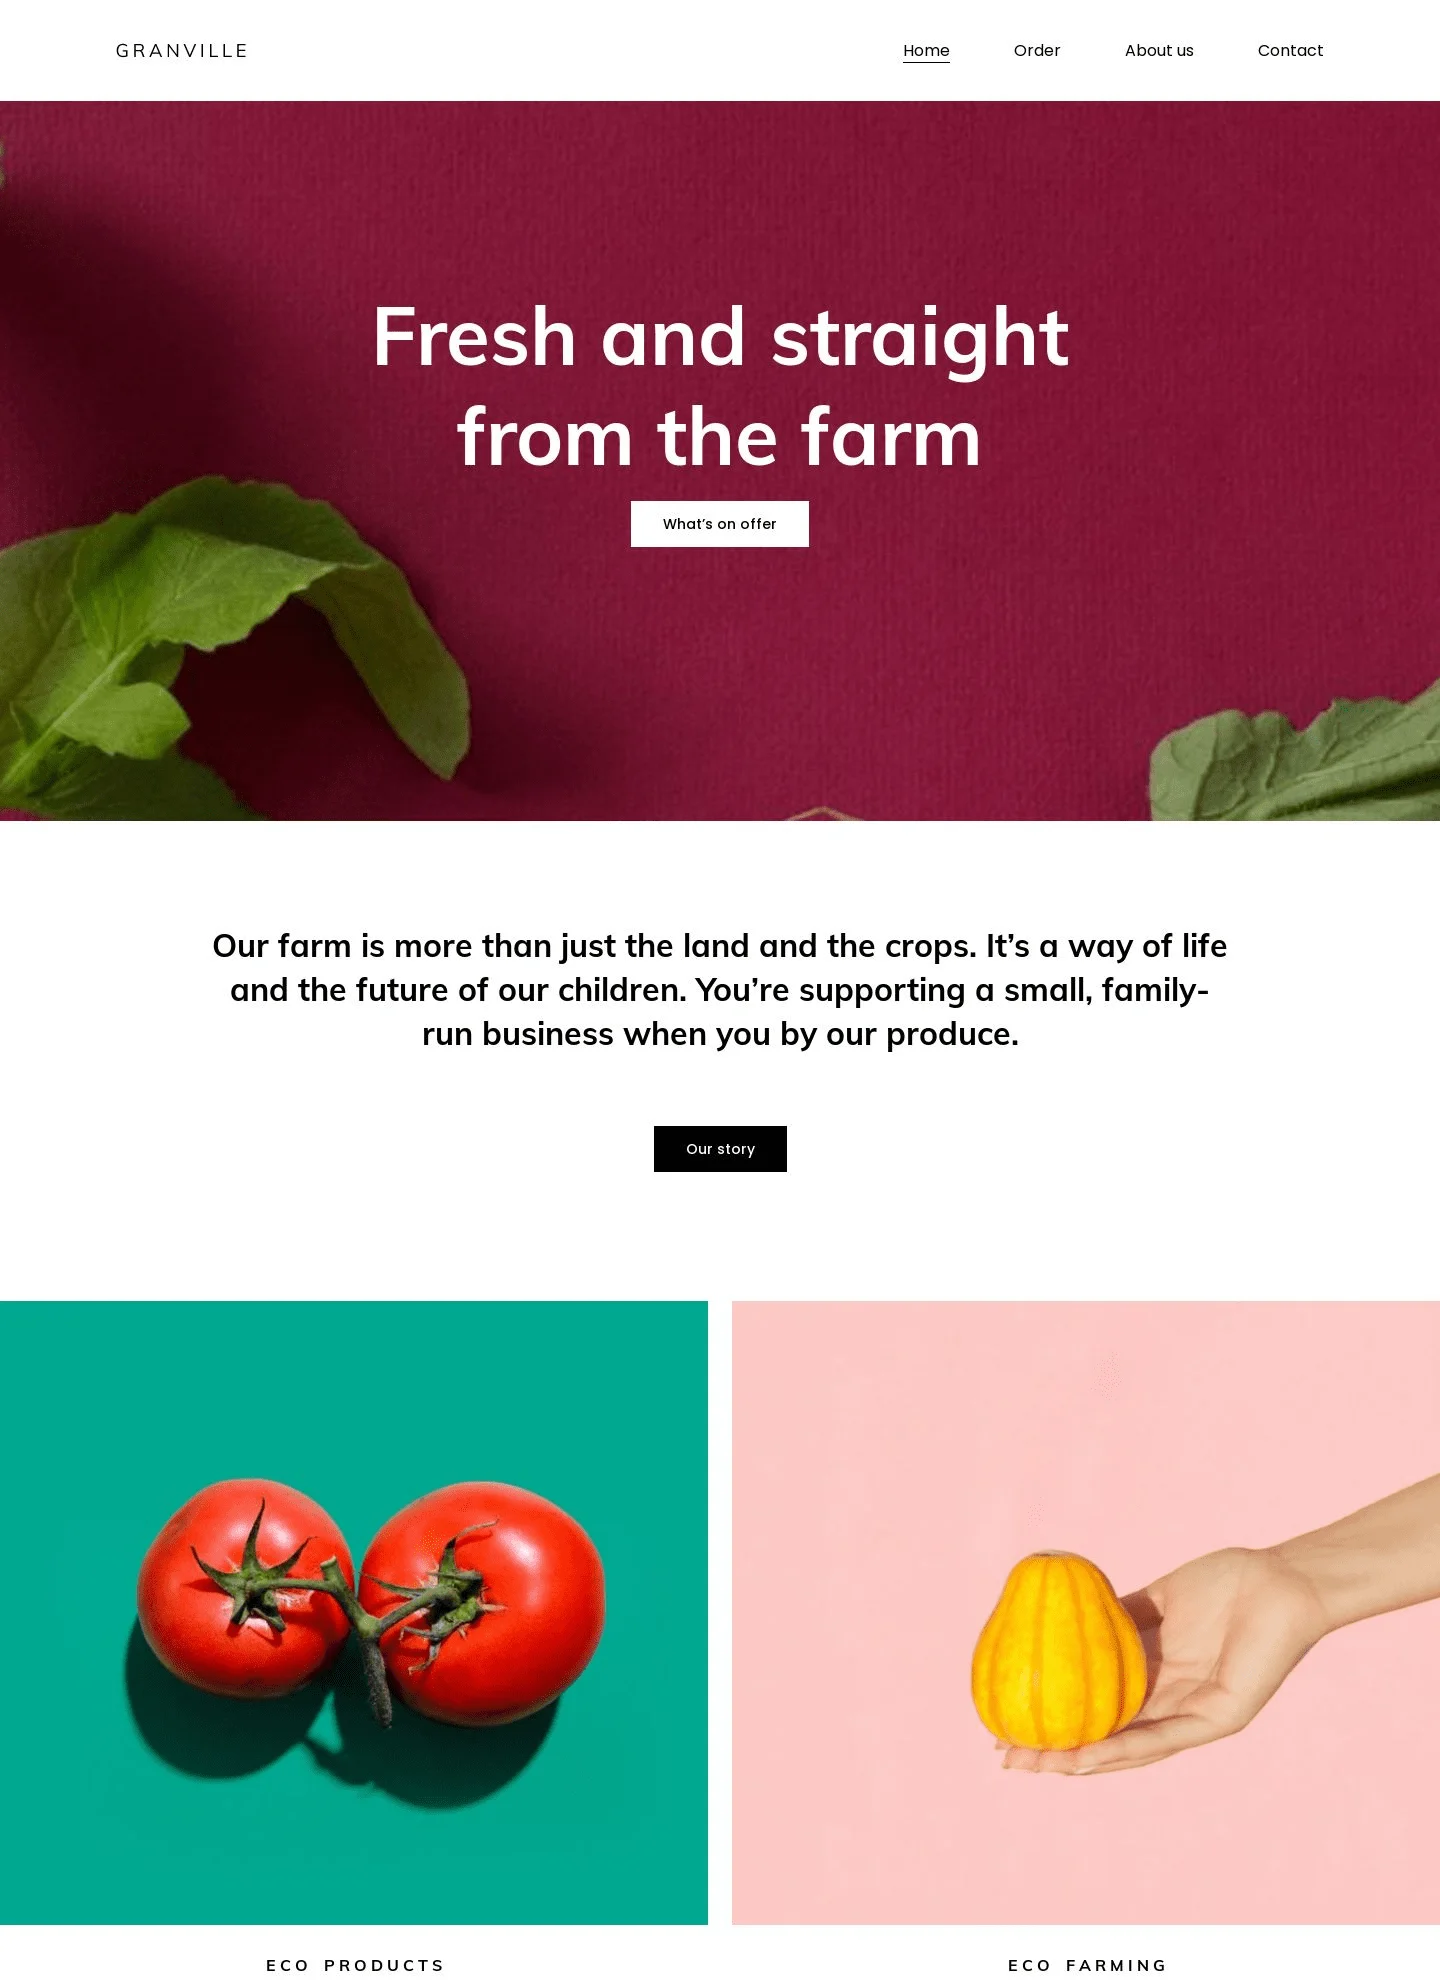 GRANVILLE
Home Order About us Contact
Fresh and straight
from the farm
What’s on offer
Our farm is more than just the land and the crops. It’s a way of life
and the future of our children. You’re supporting a small, family-
run business when you by our produce.
Our story
ECO PRODUCTS
ECO FARMING